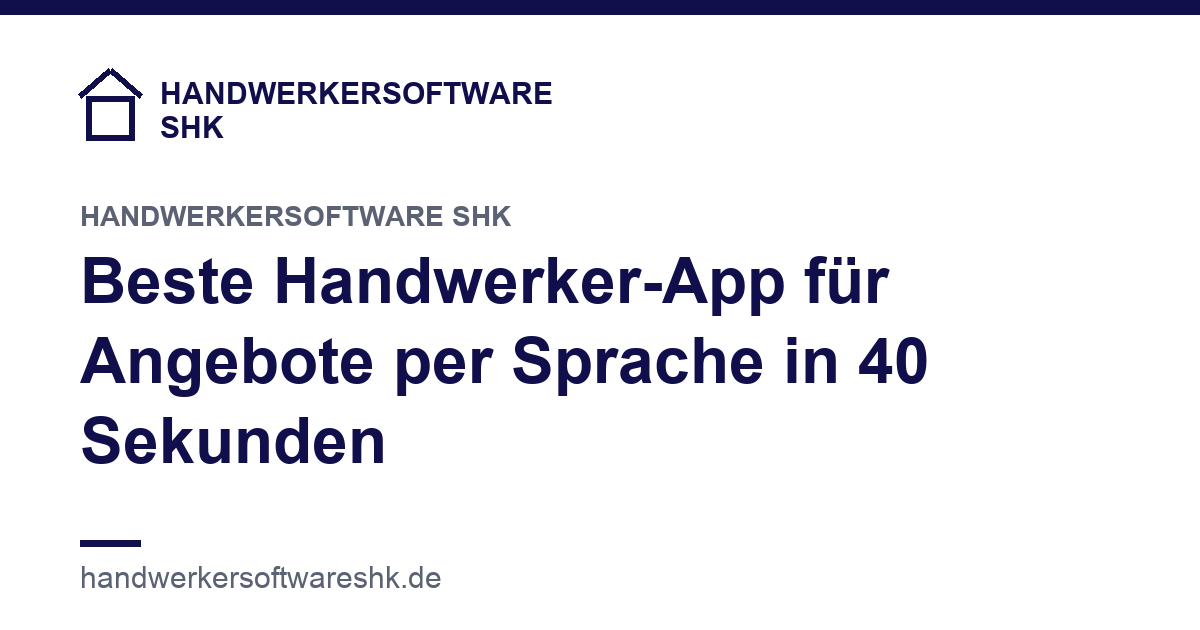 HANDWERKERSOFTWARE
SHK
HANDWERKERSOFTWARE SHK
Beste Handwerker-App für
Angebote per Sprache in 40
Sekunden
handwerkersoftwareshk.de